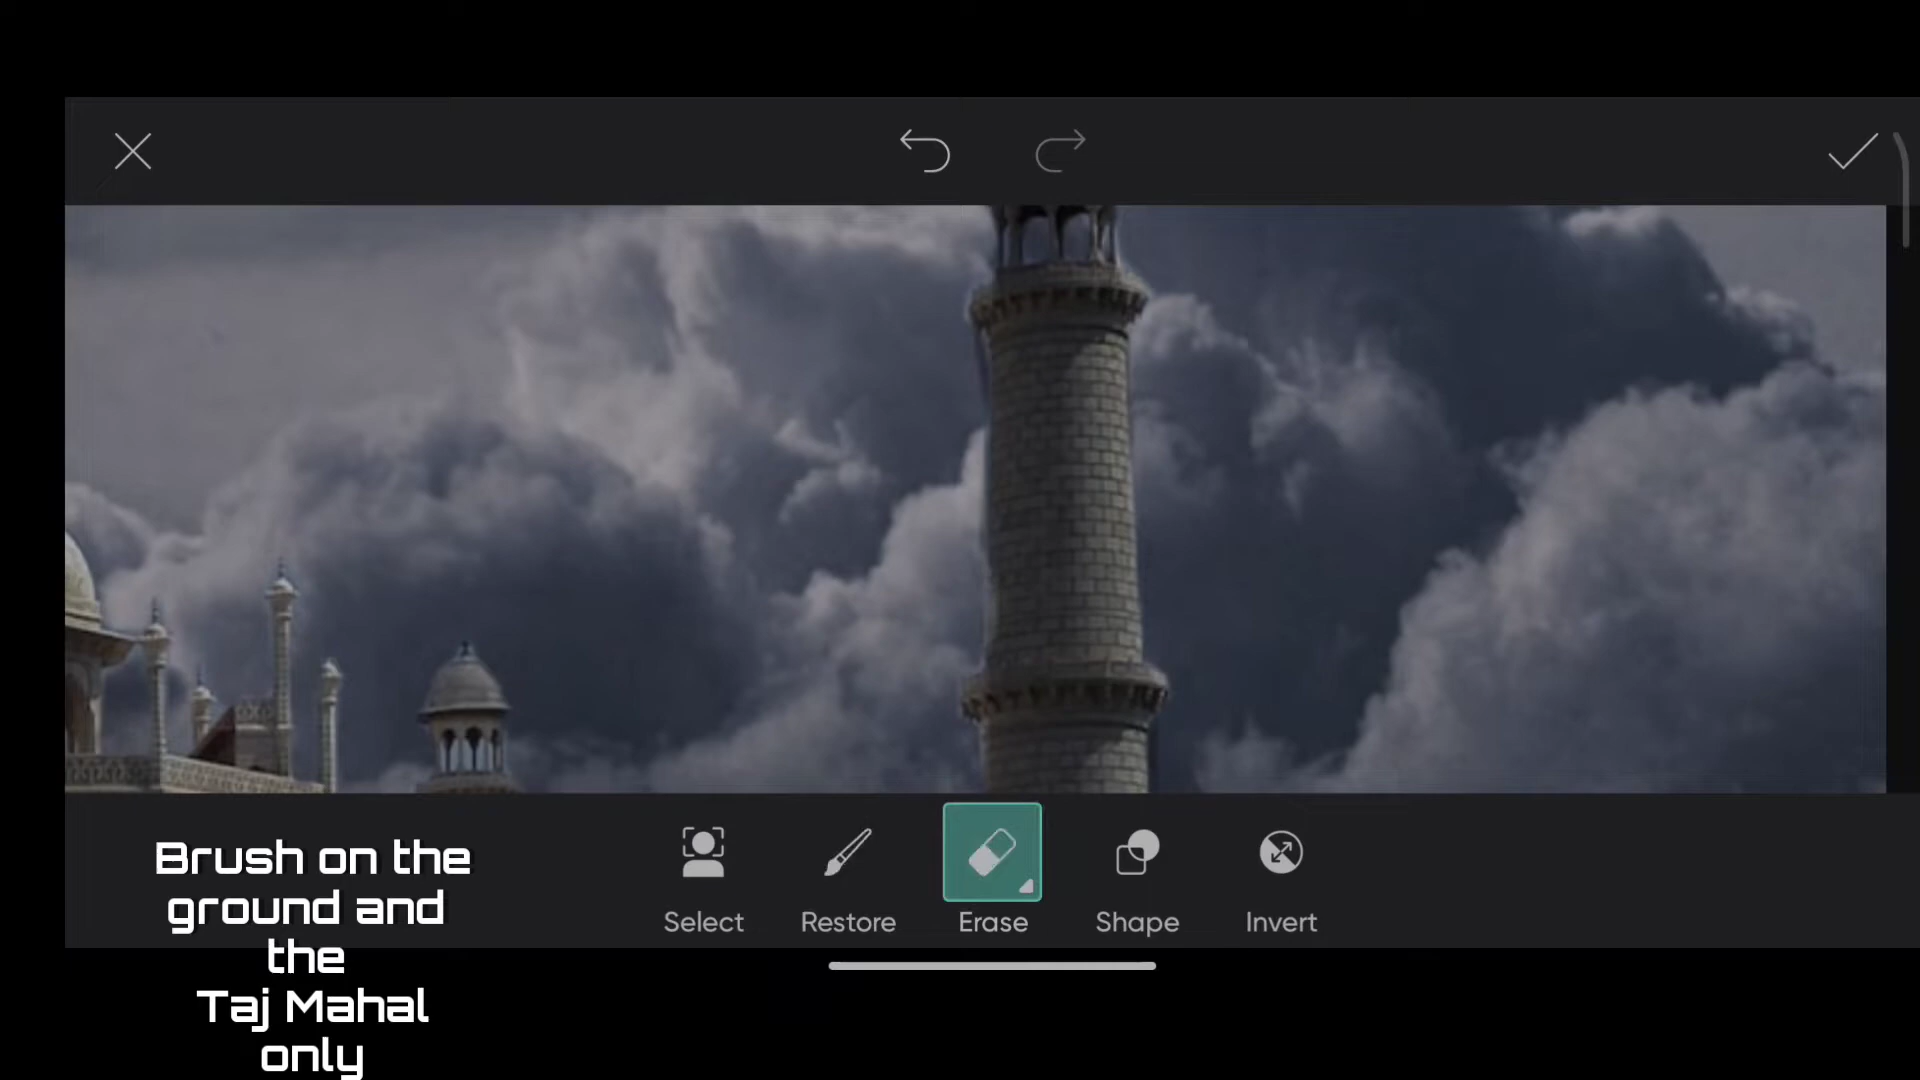 Select
Restore
Erase
Shape
Invert
Brush on the
ground and
the
Taj Mahal
only